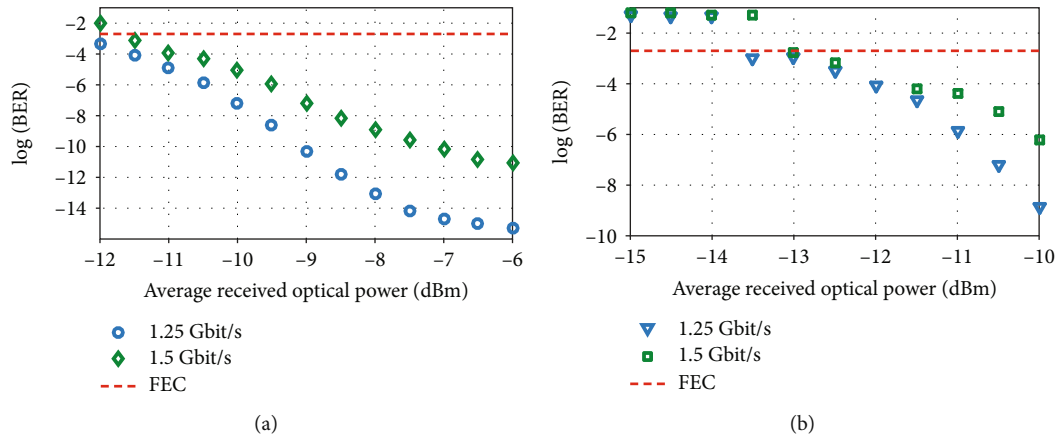 −2
−4
−6
−8
−10
−12
−14
log (BER)
−12 −11 −10 −9 −8 −7 −6
Average received optical power (dBm)
1.25 Gbit/s
1.5 Gbit/s
FEC
(a)
−2
−4
−6
−8
−10
log (BER)
−15 −14 −13 −12 −11 −10
Average received optical power (dBm)
1.25 Gbit/s
1.5 Gbit/s
FEC
(b)